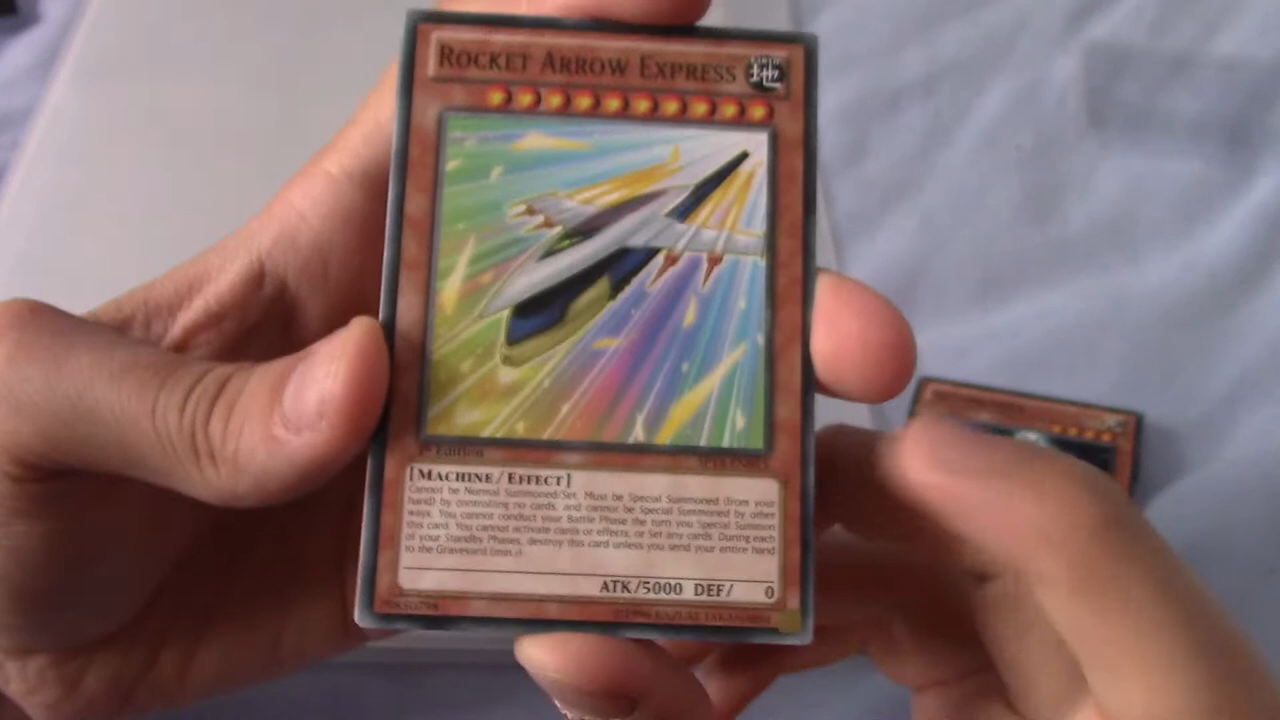 ROCKET ARROW EXPRESS
地
1st Edition
[MACHINE/EFFECT]
Cannot be Normal Summoned/Set. Must be Special Summoned (from your
hand) by controlling no cards, and cannot be Special Summoned by other
ways. You cannot conduct your Battle Phase the turn you Special Summon
this card. You cannot activate cards or effects, or Set any cards. During each
of your Standby Phases, destroy this card unless you send your entire hand
to the Graveyard (min.1).
ATK/5000 DEF/ 0